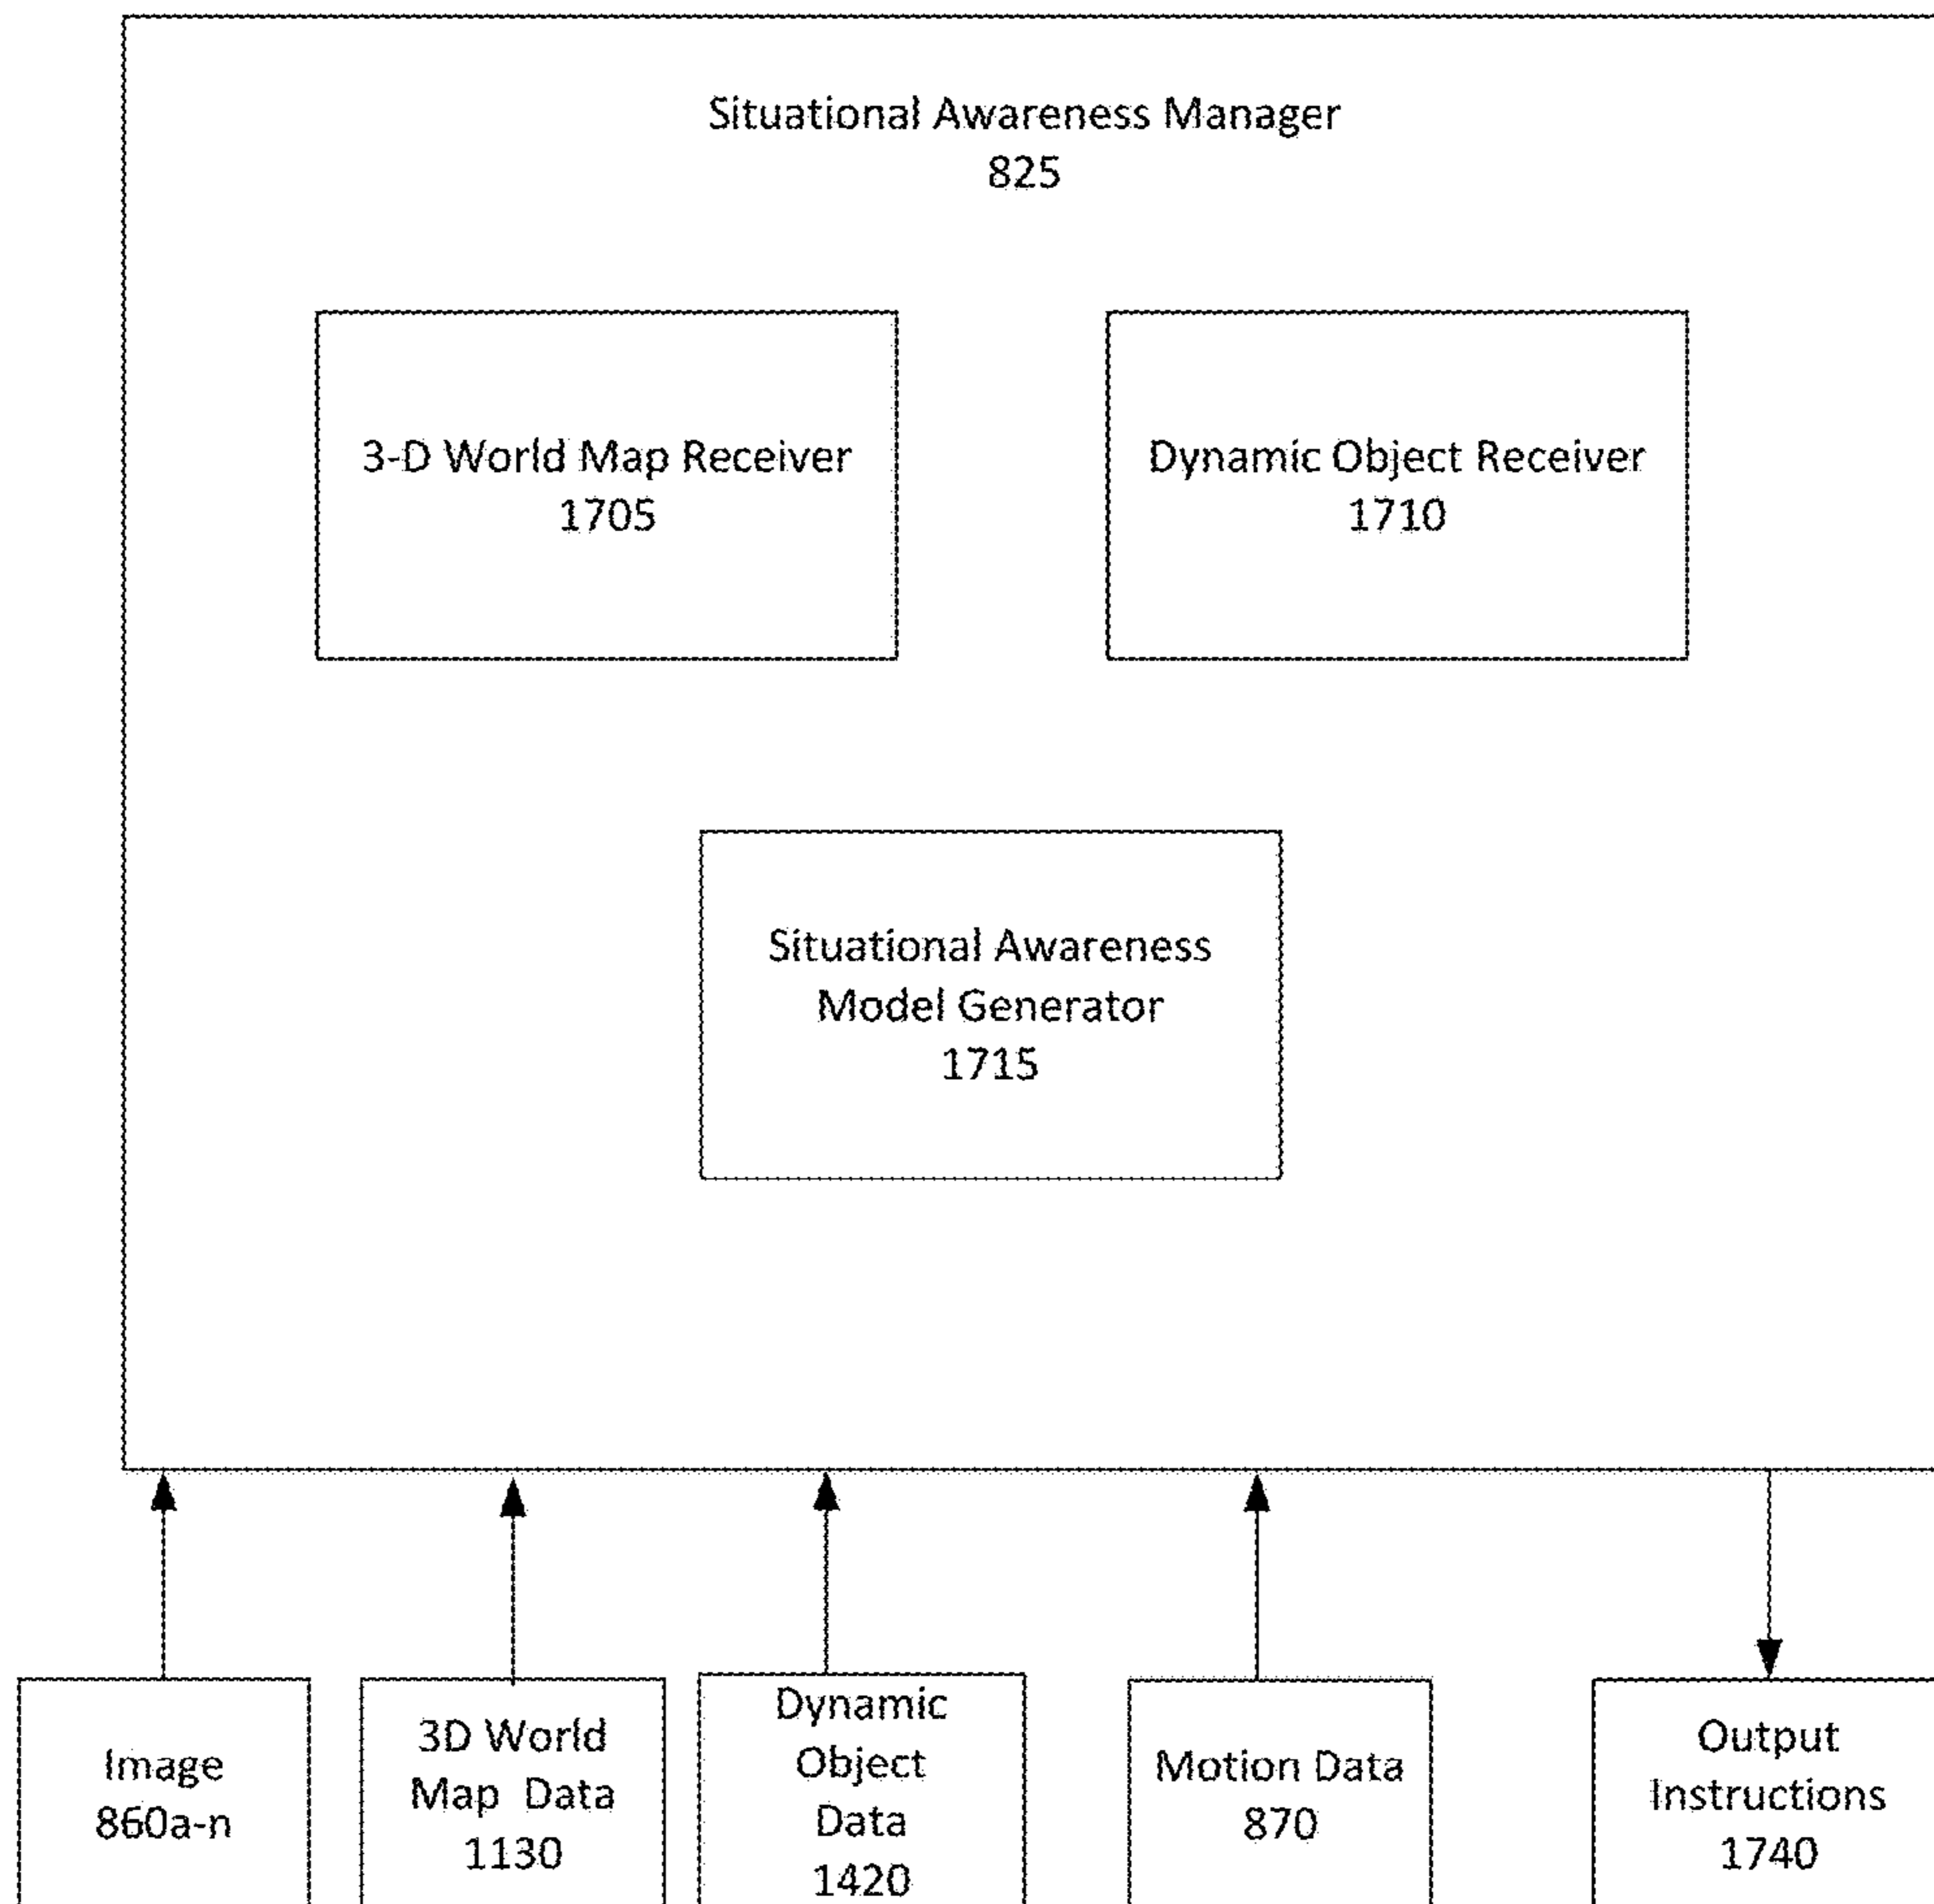 Situational Awareness Manager
825
3-D World Map Receiver
1705
Dynamic Object Receiver
1710
Situational Awareness
Model Generator
1715
Image
860a-n
3D World
Map Data
1130
Dynamic
Object
Data
1420
Motion Data
870
Output
Instructions
1740